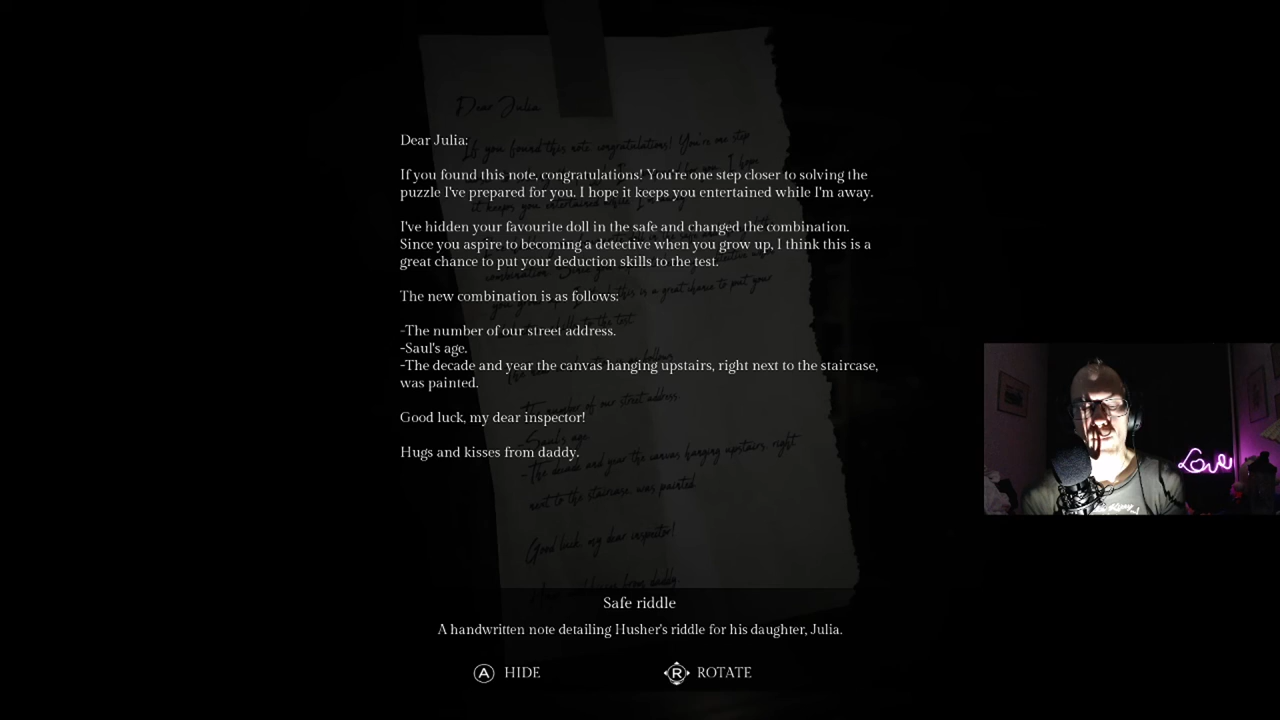 Dear Julia:
If you found this note, congratulations! You're one step closer to solving the
puzzle I've prepared for you. I hope it keeps you entertained while I'm away.
I've hidden your favourite doll in the safe and changed the combination.
Since you aspire to becoming a detective when you grow up, I think this is a
great chance to put your deduction skills to the test.
The new combination is as follows:
-The number of our street address.
-Saul's age.
-The decade and year the canvas hanging upstairs, right next to the staircase,
was painted.
Good luck, my dear inspector!
Hugs and kisses from daddy.
Safe riddle
A handwritten note detailing Husher's riddle for his daughter, Julia.
A HIDE
R ROTATE
Love